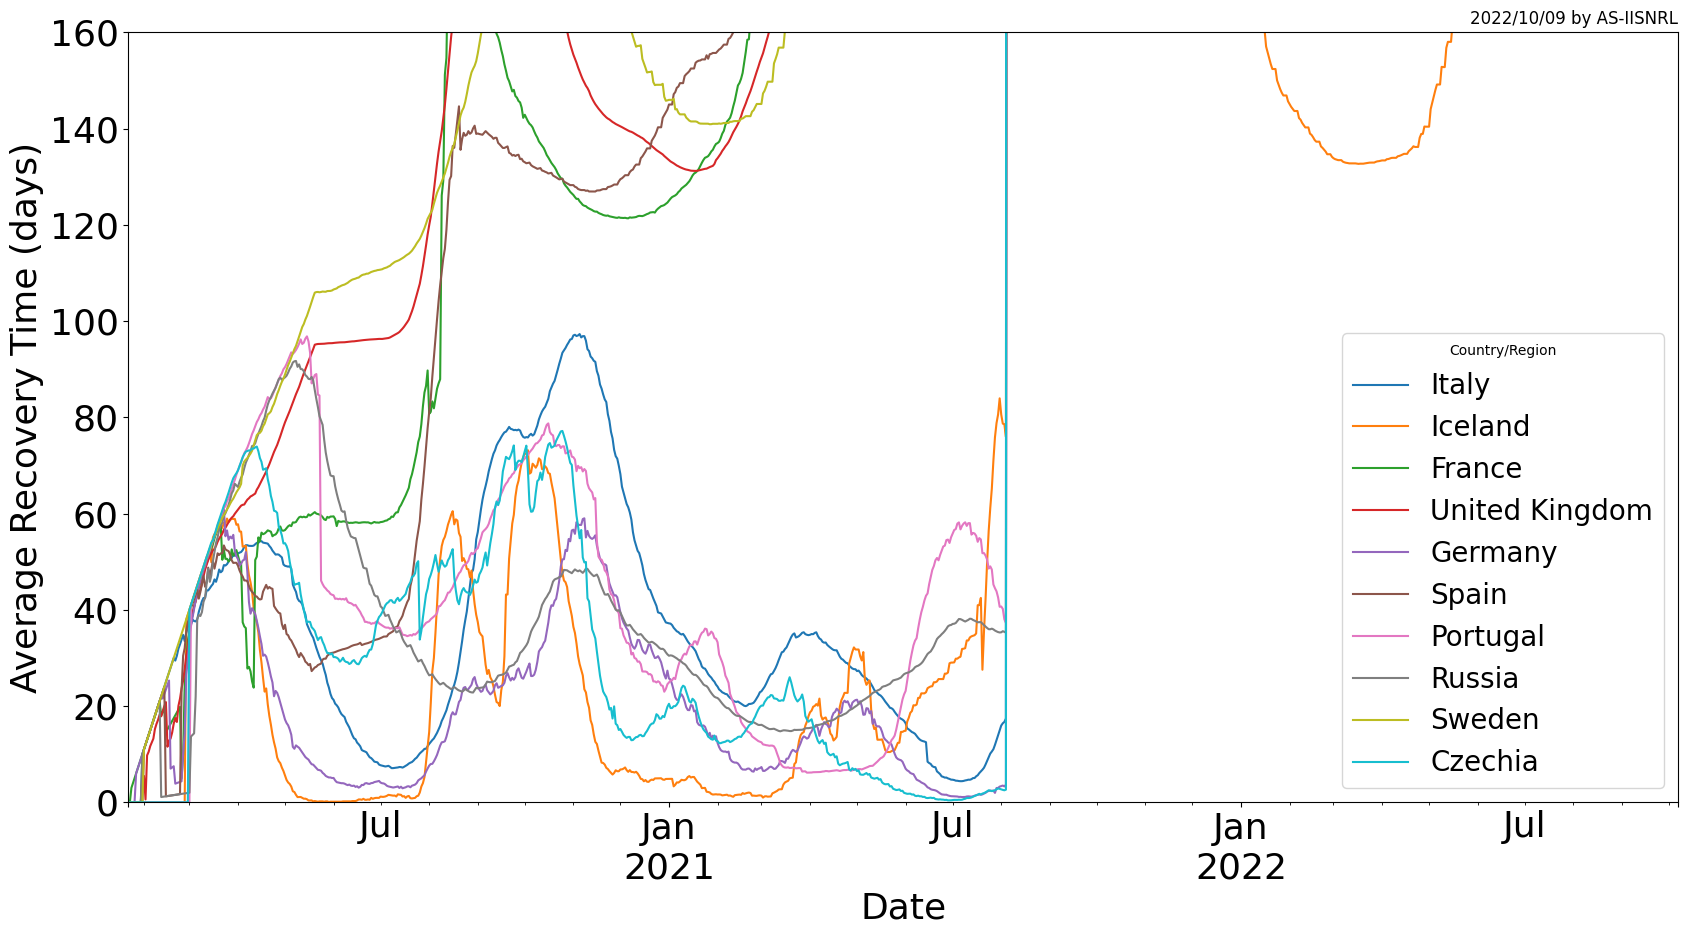 2022/10/09 by AS-IISNRL
160
140
120
100
80
60
40
20
0
Average Recovery Time (days)
Jul
Jan
2021
Jul
Jan
2022
Jul
Date
Country/Region
Italy
Iceland
France
United Kingdom
Germany
Spain
Portugal
Russia
Sweden
Czechia